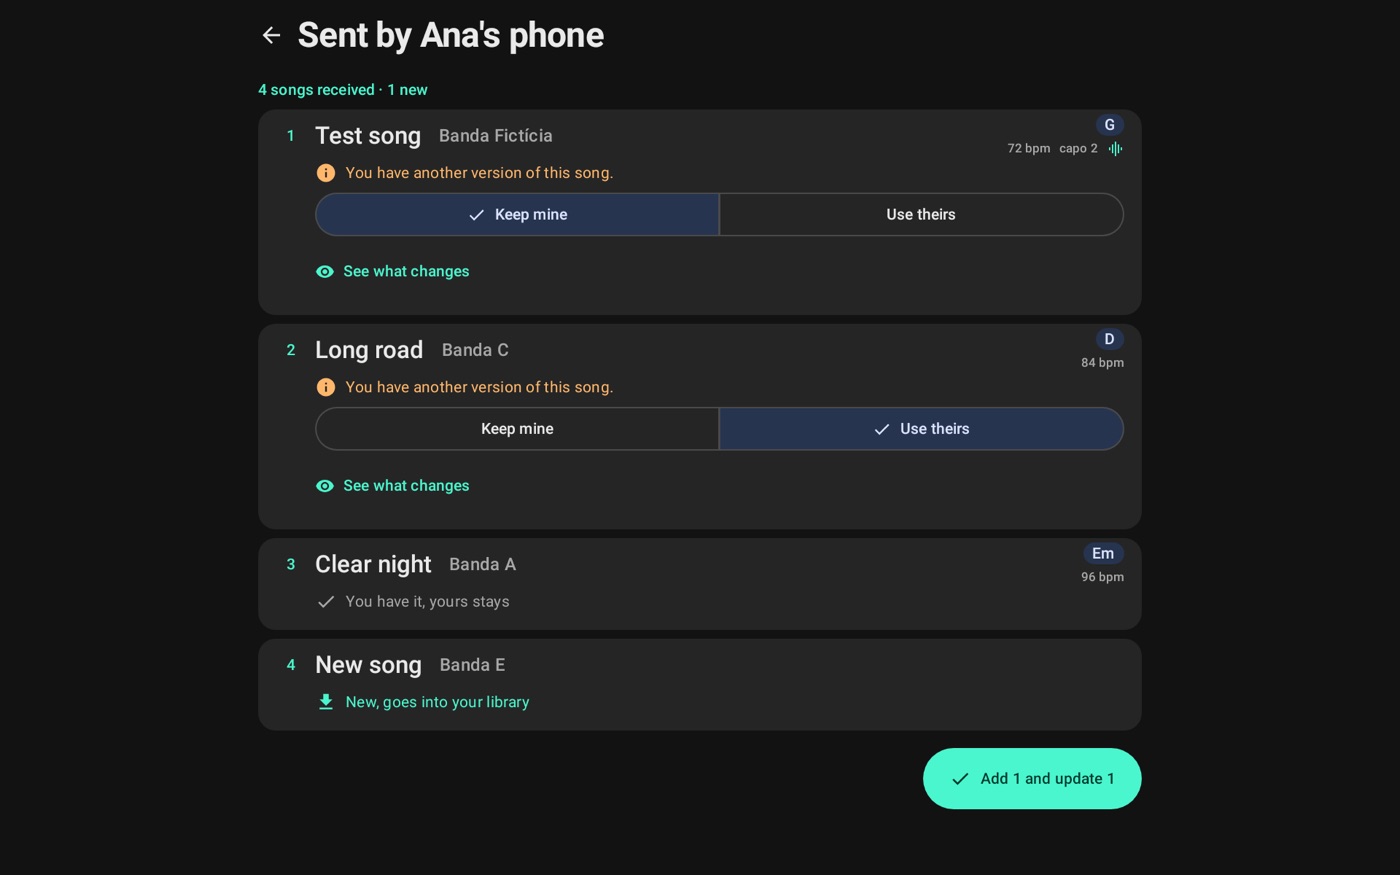 Sent by Ana's phone
4 songs received · 1 new
1 Test song Banda Fictícia G
72 bpm capo 2
You have another version of this song.
Keep mine Use theirs
See what changes
2 Long road Banda C D
84 bpm
You have another version of this song.
Keep mine Use theirs
See what changes
3 Clear night Banda A Em
96 bpm
You have it, yours stays
4 New song Banda E
New, goes into your library
Add 1 and update 1